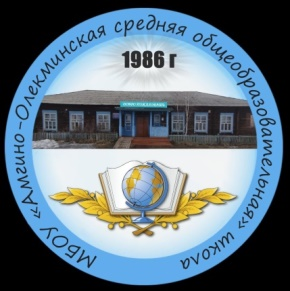 МБОУ «Амгино-Олекминская средняя общеобразовательная» школа
1986 г